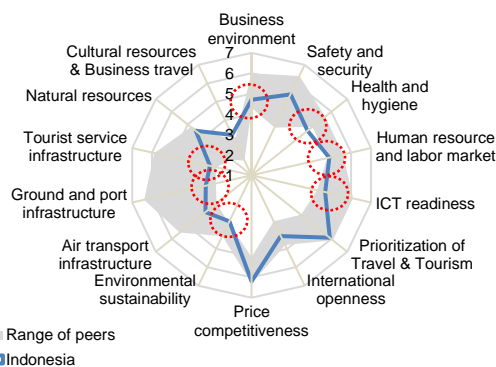 Business
environment
Safety and
security
Health and
hygiene
Human resource
and labor market
ICT readiness
Prioritization of
Travel & Tourism
International
openness
Price
competitiveness
Environmental
sustainability
Air transport
infrastructure
Ground and port
infrastructure
Tourist service
infrastructure
Natural resources
Cultural resources
& Business travel
7
6
5
4
3
2
1
Range of peers
Indonesia